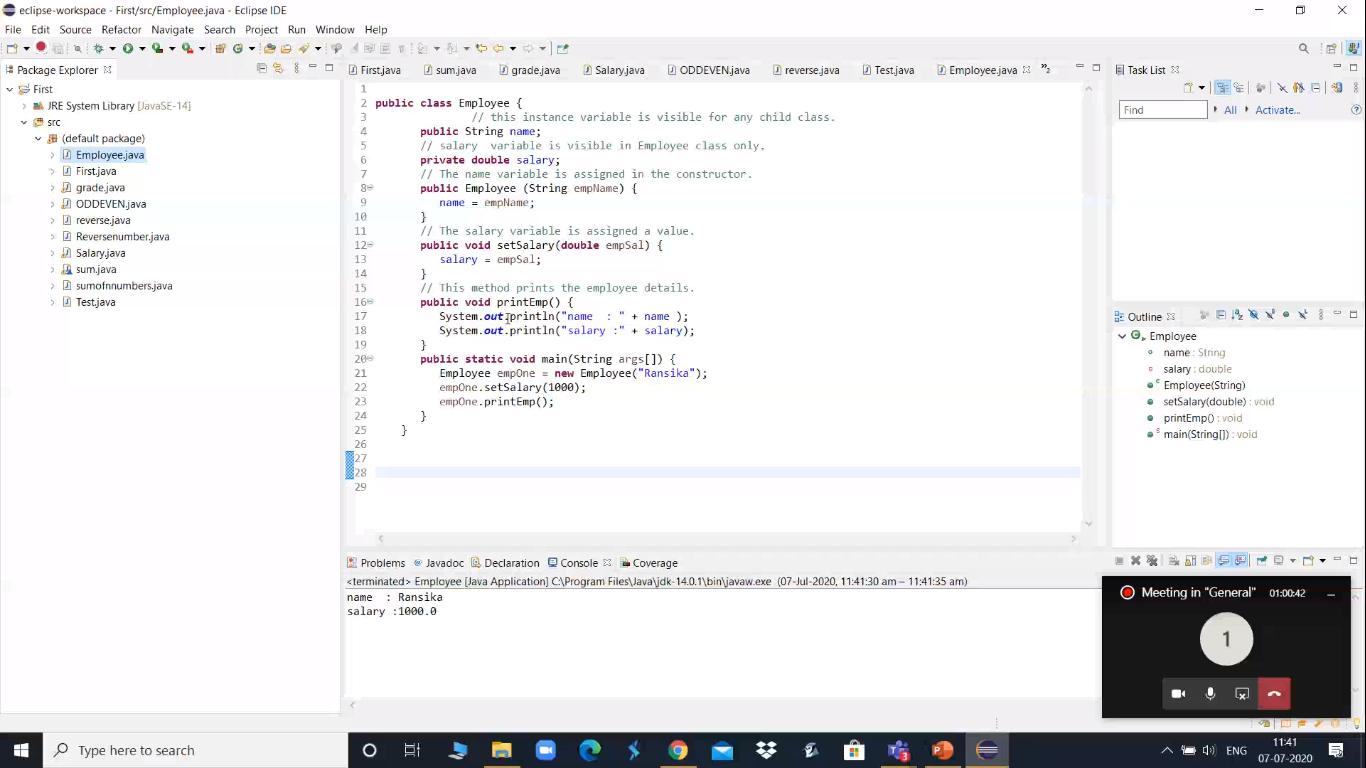 eclipse-workspace - First/src/Employee.java - Eclipse IDE
File Edit Source Refactor Navigate Search Project Run Window Help
Package Explorer
First
JRE System Library [JavaSE-14]
src
(default package)
Employee.java
First.java
grade.java
ODDEVEN.java
reverse.java
Reversenumber.java
Salary.java
sum.java
sumofnnumbers.java
Test.java
First.java sum.java grade.java Salary.java ODDEVEN.java reverse.java Test.java Employee.java »2
1
2 public class Employee {
3 // this instance variable is visible for any child class.
4 public String name;
5 // salary  variable is visible in Employee class only.
6 private double salary;
7 // The name variable is assigned in the constructor.
8 public Employee (String empName) {
9 name = empName;
10 }
11 // The salary variable is assigned a value.
12 public void setSalary(double empSal) {
13 salary = empSal;
14 }
15 // This method prints the employee details.
16 public void printEmp() {
17 System.out.println("name  : " + name );
18 System.out.println("salary :" + salary);
19 }
20 public static void main(String args[]) {
21 Employee empOne = new Employee("Ransika");
22 empOne.setSalary(1000);
23 empOne.printEmp();
24 }
25 }
26
27
28
29
Task List
Find All Activate...
Outline
Employee
name : String
salary : double
Employee(String)
setSalary(double) : void
printEmp() : void
main(String[]) : void
Problems Javadoc Declaration Console Coverage
<terminated> Employee [Java Application] C:\Program Files\Java\jdk-14.0.1\bin\javaw.exe (07-Jul-2020, 11:41:30 am – 11:41:35 am)
name  : Ransika
salary :1000.0
Meeting in "General" 01:00:42
1
Type here to search
ENG
11:41
07-07-2020